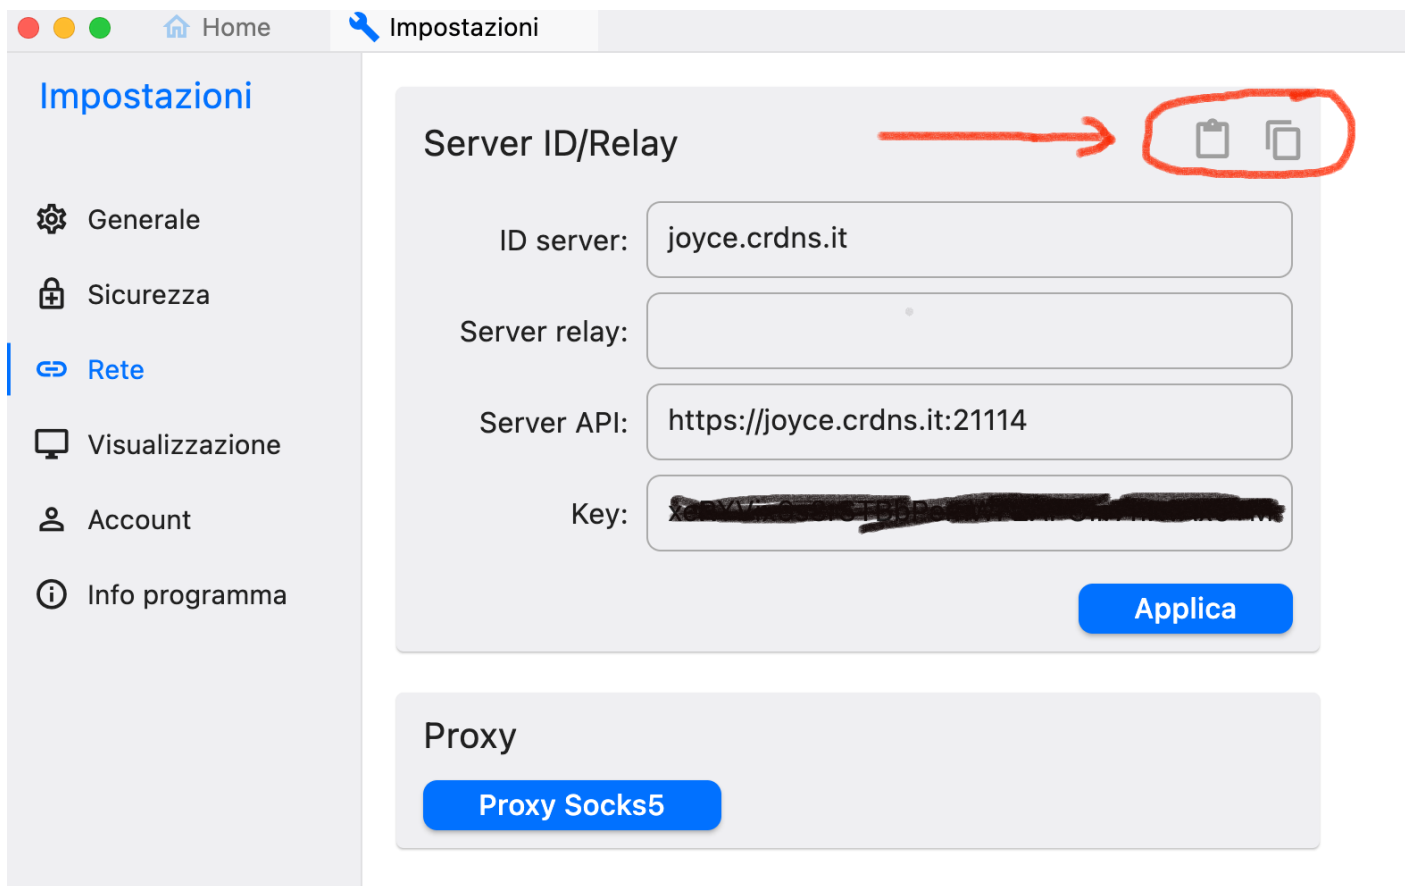 Home
Impostazioni
Impostazioni
Generale
Sicurezza
Rete
Visualizzazione
Account
Info programma
Server ID/Relay
ID server: joyce.crdns.it
Server relay:
Server API: https://joyce.crdns.it:21114
Key:
Applica
Proxy
Proxy Socks5